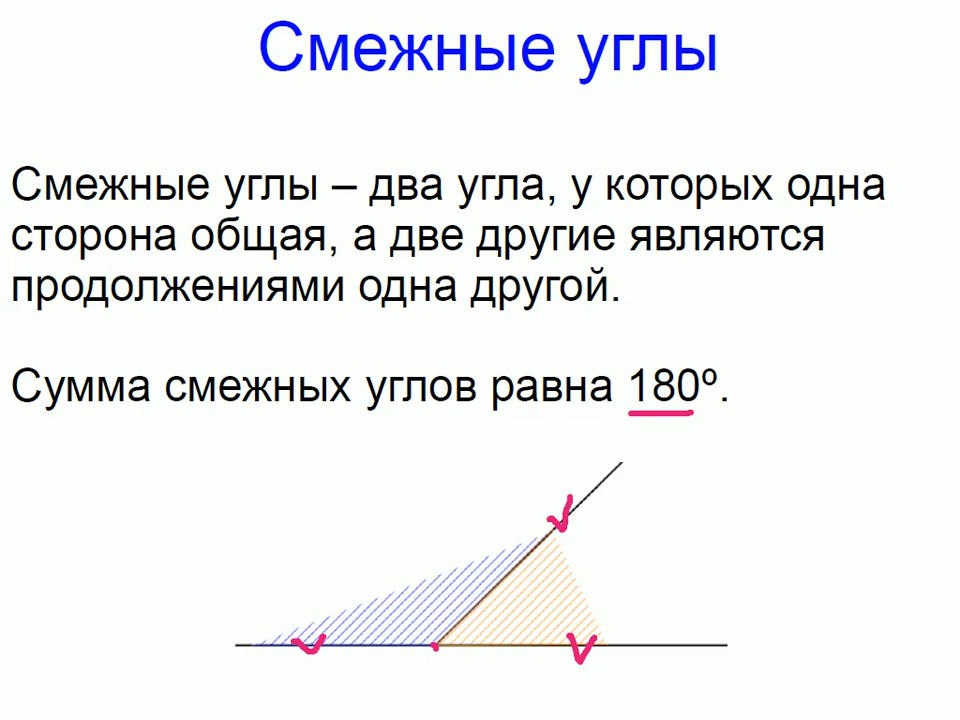 Смежные углы
Смежные углы – два угла, у которых одна
сторона общая, а две другие являются
продолжениями одна другой.
Сумма смежных углов равна 180º.